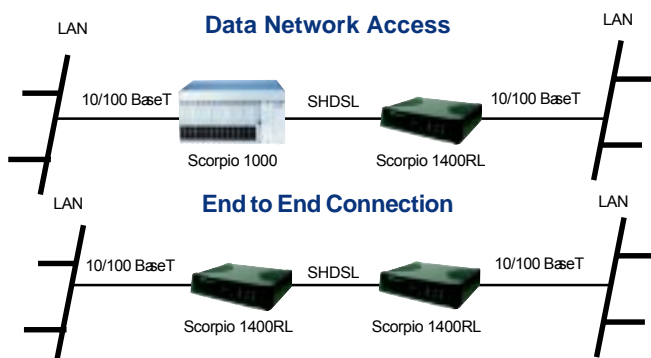 Data Network Access
LAN
LAN
10/100 BaseT
SHDSL
10/100 BaseT
Scorpio 1000
Scorpio 1400RL
End to End Connection
LAN
LAN
10/100 BaseT
SHDSL
10/100 BaseT
Scorpio 1400RL
Scorpio 1400RL